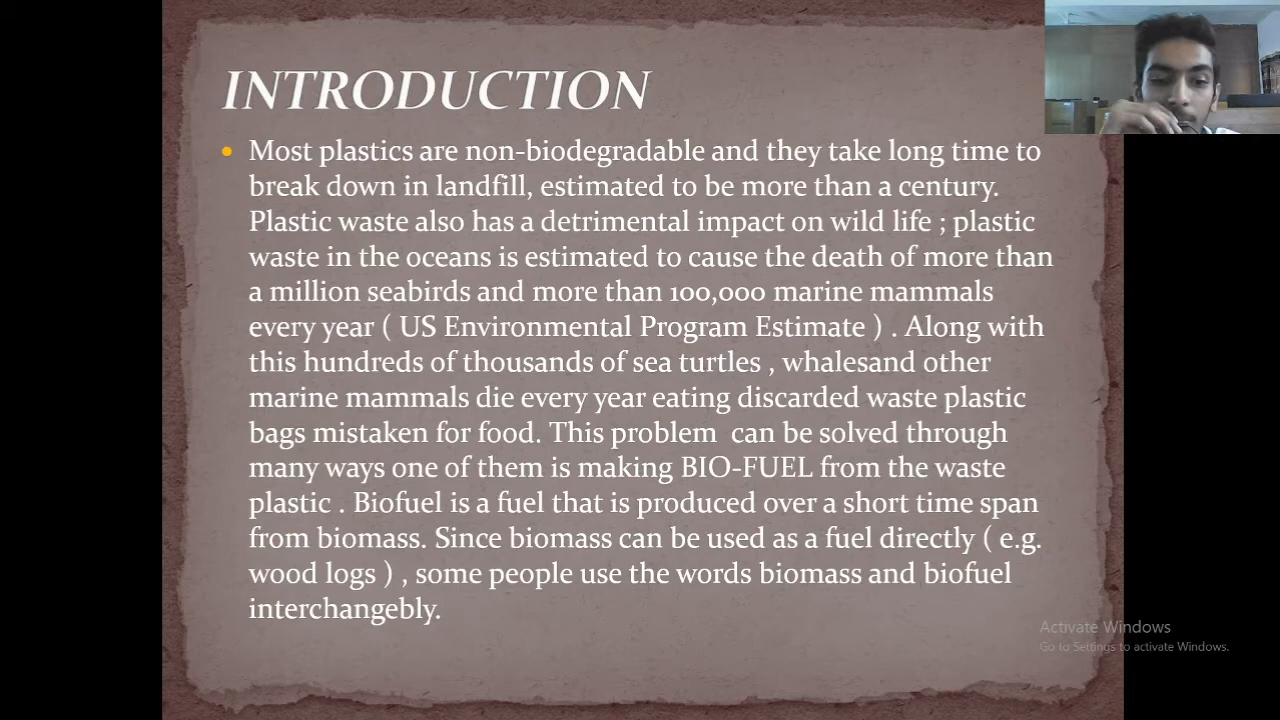 INTRODUCTION
Most plastics are non-biodegradable and they take long time to
break down in landfill, estimated to be more than a century.
Plastic waste also has a detrimental impact on wild life ; plastic
waste in the oceans is estimated to cause the death of more than
a million seabirds and more than 100,000 marine mammals
every year ( US Environmental Program Estimate ) . Along with
this hundreds of thousands of sea turtles , whalesand other
marine mammals die every year eating discarded waste plastic
bags mistaken for food. This problem  can be solved through
many ways one of them is making BIO-FUEL from the waste
plastic . Biofuel is a fuel that is produced over a short time span
from biomass. Since biomass can be used as a fuel directly ( e.g.
wood logs ) , some people use the words biomass and biofuel
interchangebly.
Activate Windows
Go to Settings to activate Windows.